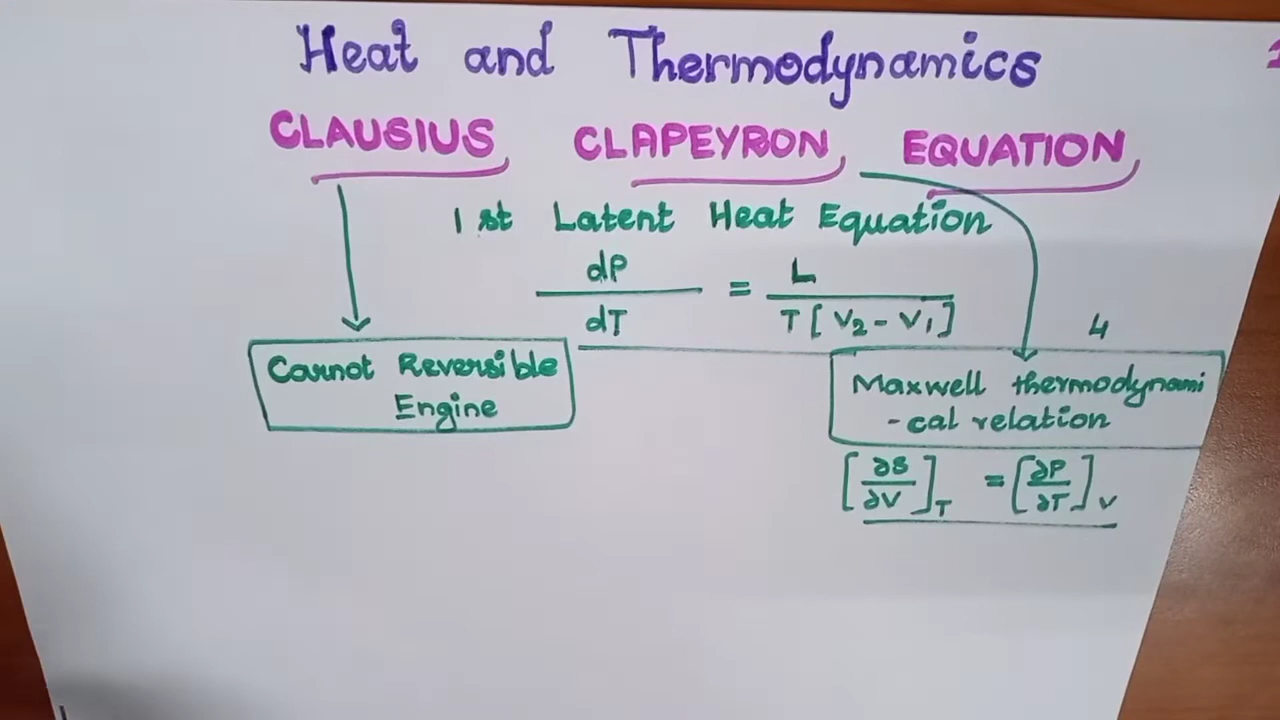 Heat and Thermodynamics
CLAUSIUS CLAPEYRON EQUATION
1st Latent Heat Equation
dP/dT = L/T[V₂-V₁]
4
Carnot Reversible
Engine
Maxwell thermodynami
-cal relation
[∂S/∂V]T = [∂P/∂T]V